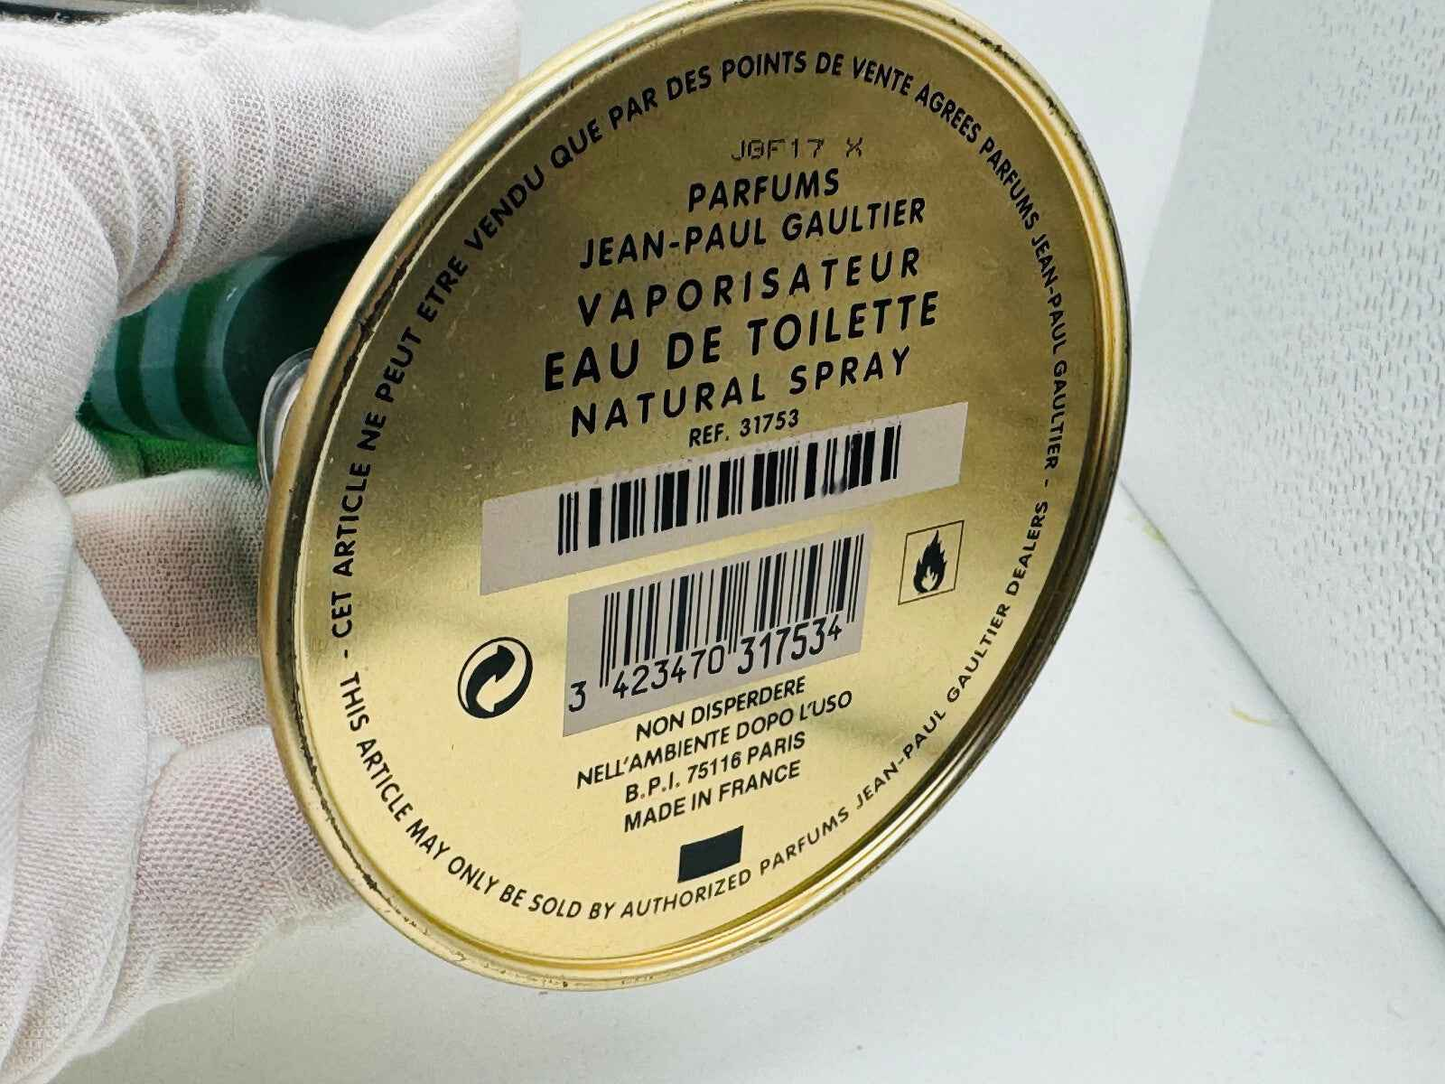 - CET ARTICLE NE PEUT ETRE VENDU QUE PAR DES POINTS DE VENTE AGREES PARFUMS JEAN-PAUL GAULTIER -
THIS ARTICLE MAY ONLY BE SOLD BY AUTHORIZED PARFUMS JEAN-PAUL GAULTIER DEALERS
JGF17 X
PARFUMS
JEAN-PAUL GAULTIER
VAPORISATEUR
EAU DE TOILETTE
NATURAL SPRAY
REF. 31753
3 423470 317534
NON DISPERDERE
NELL'AMBIENTE DOPO L'USO
B.P.I. 75116 PARIS
MADE IN FRANCE